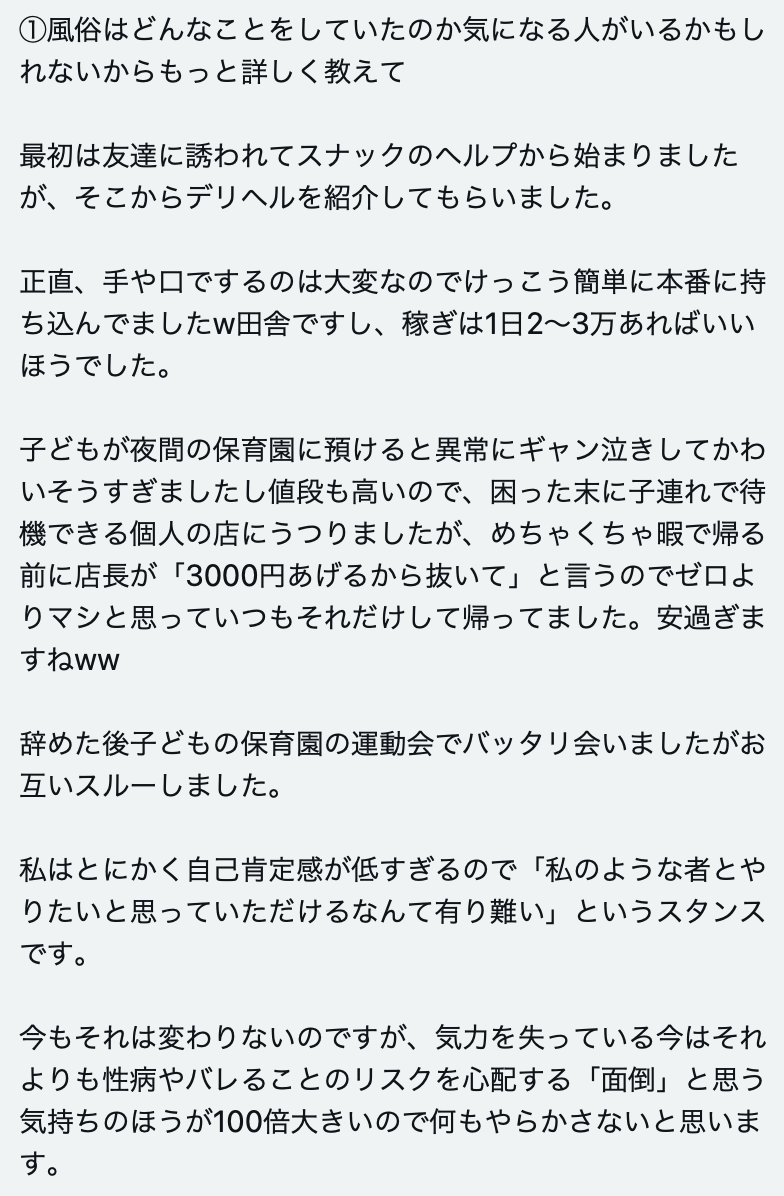 ①風俗はどんなことをしていたのか気になる人がいるかもし
れないからもっと詳しく教えて
最初は友達に誘われてスナックのヘルプから始まりました
が、そこからデリヘルを紹介してもらいました。
正直、手や口でするのは大変なのでけっこう簡単に本番に持
ち込んでましたw田舎ですし、稼ぎは1日2〜3万あればいい
ほうでした。
子どもが夜間の保育園に預けると異常にギャン泣きしてかわ
いそうすぎましたし値段も高いので、困った末に子連れで待
機できる個人の店にうつりましたが、めちゃくちゃ暇で帰る
前に店長が「3000円あげるから抜いて」と言うのでゼロよ
りマシと思っていつもそれだけして帰ってました。安過ぎま
すねww
辞めた後子どもの保育園の運動会でバッタリ会いましたがお
互いスルーしました。
私はとにかく自己肯定感が低すぎるので「私のような者とや
りたいと思っていただけるなんて有り難い」というスタンス
です。
今もそれは変わりないのですが、気力を失っている今はそれ
よりも性病やバレることのリスクを心配する「面倒」と思う
気持ちのほうが100倍大きいので何もやらかさないと思いま
す。